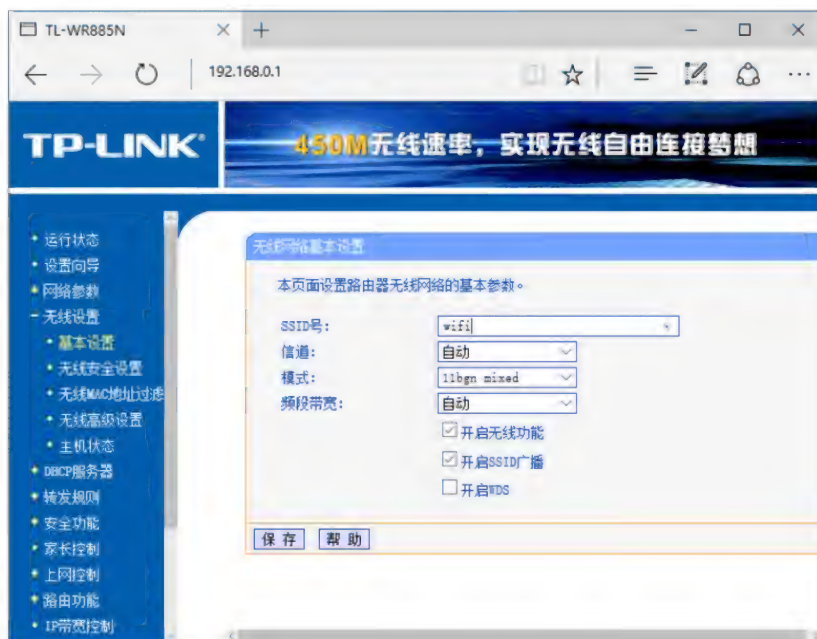 TL-WR885N
192.168.0.1
TP-LINK®
450M无线速率，实现无线自由连接梦想
运行状态
设置向导
网络参数
无线设置
基本设置
无线安全设置
无线MAC地址过滤
无线高级设置
主机状态
DHCP服务器
转发规则
安全功能
家长控制
上网控制
路由功能
IP带宽控制
无线网络基本设置
本页面设置路由器无线网络的基本参数。
SSID号： wifi
信道： 自动
模式： 11bgn mixed
频段带宽： 自动
开启无线功能
开启SSID广播
开启WDS
保存 帮助